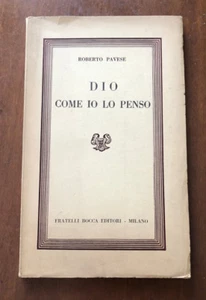 ROBERTO PAVESE
DIO
COME IO LO PENSO
FRATELLI BOCCA EDITORI - MILANO